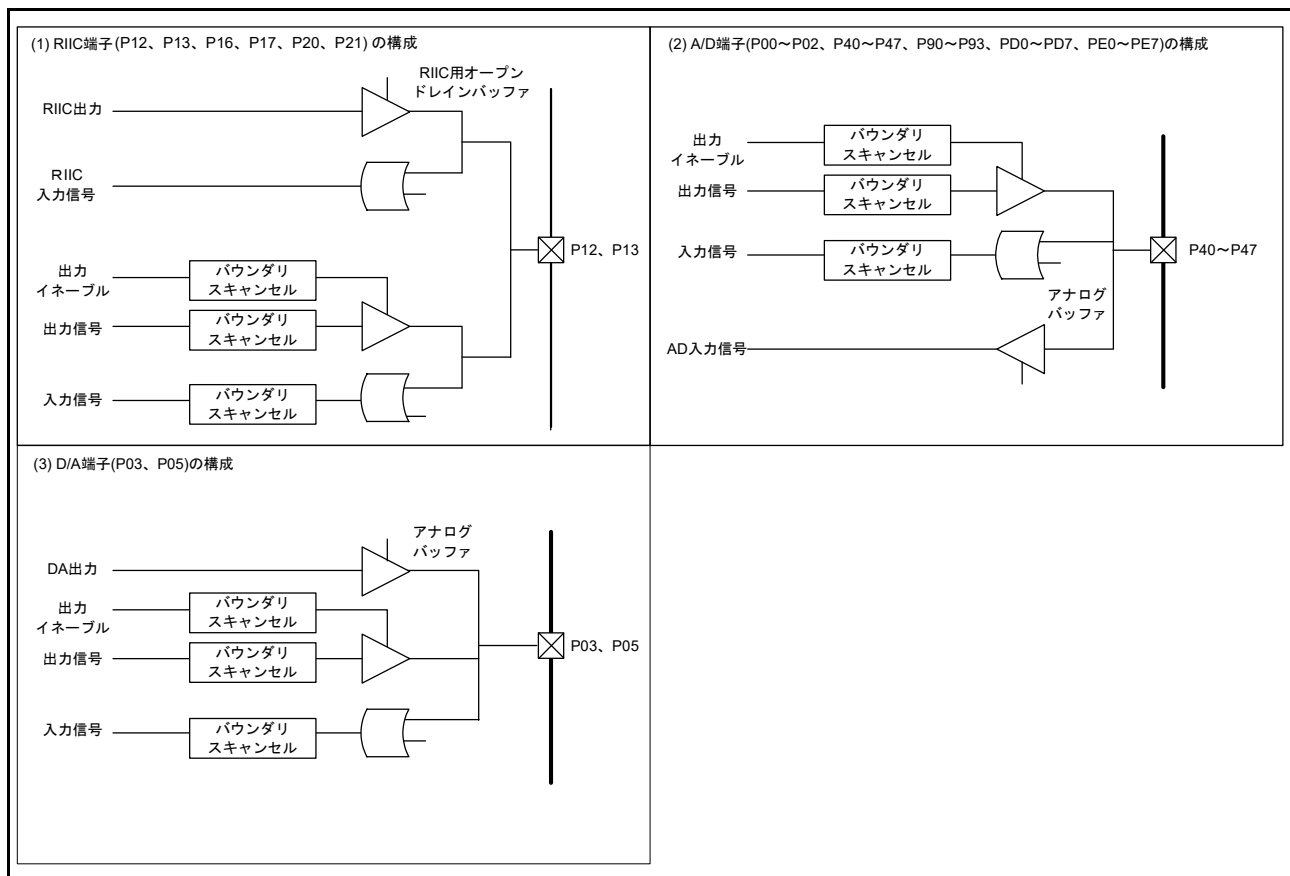 (1) RIIC端子(P12、P13、P16、P17、P20、P21) の構成
RIIC用オープン
ドレインバッファ
RIIC出力
RIIC
入力信号
P12、P13
出力
イネーブル
バウンダリ
スキャンセル
出力信号
バウンダリ
スキャンセル
入力信号
バウンダリ
スキャンセル
(2) A/D端子(P00～P02、P40～P47、P90～P93、PD0～PD7、PE0～PE7)の構成
出力
イネーブル
バウンダリ
スキャンセル
出力信号
バウンダリ
スキャンセル
入力信号
バウンダリ
スキャンセル
P40～P47
アナログ
バッファ
AD入力信号
(3) D/A端子(P03、P05)の構成
アナログ
バッファ
DA出力
出力
イネーブル
バウンダリ
スキャンセル
出力信号
バウンダリ
スキャンセル
P03、P05
入力信号
バウンダリ
スキャンセル